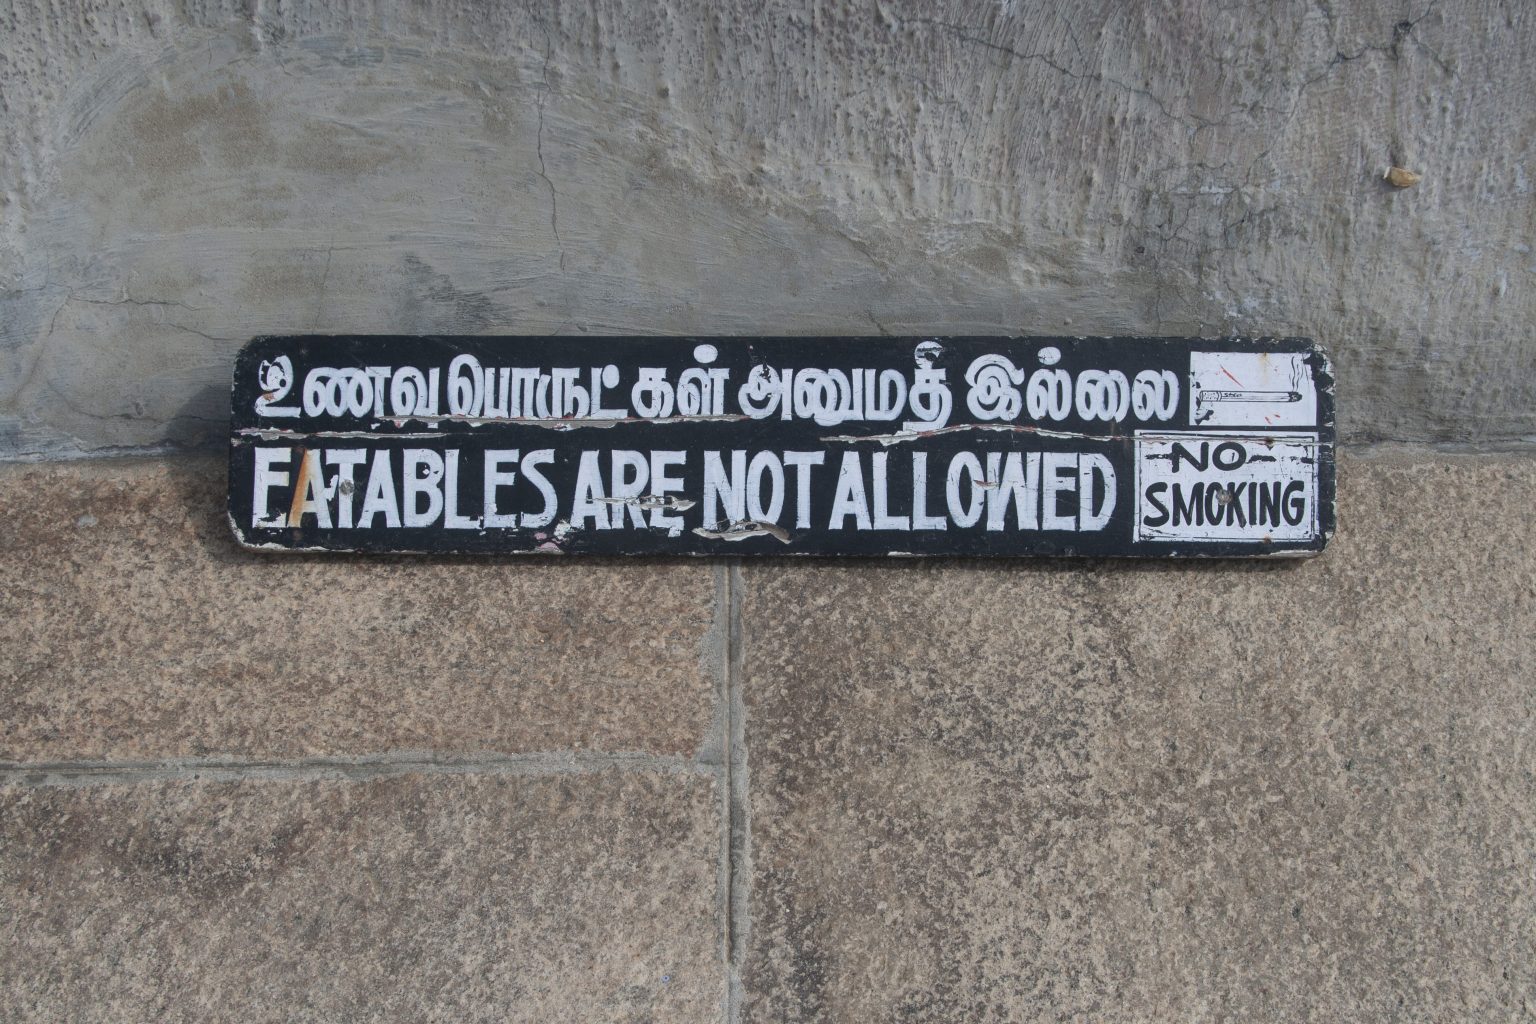 உணவு பொருட்கள் அனுமதி இல்லை
EATABLES ARE NOT ALLOWED
NO
SMOKING